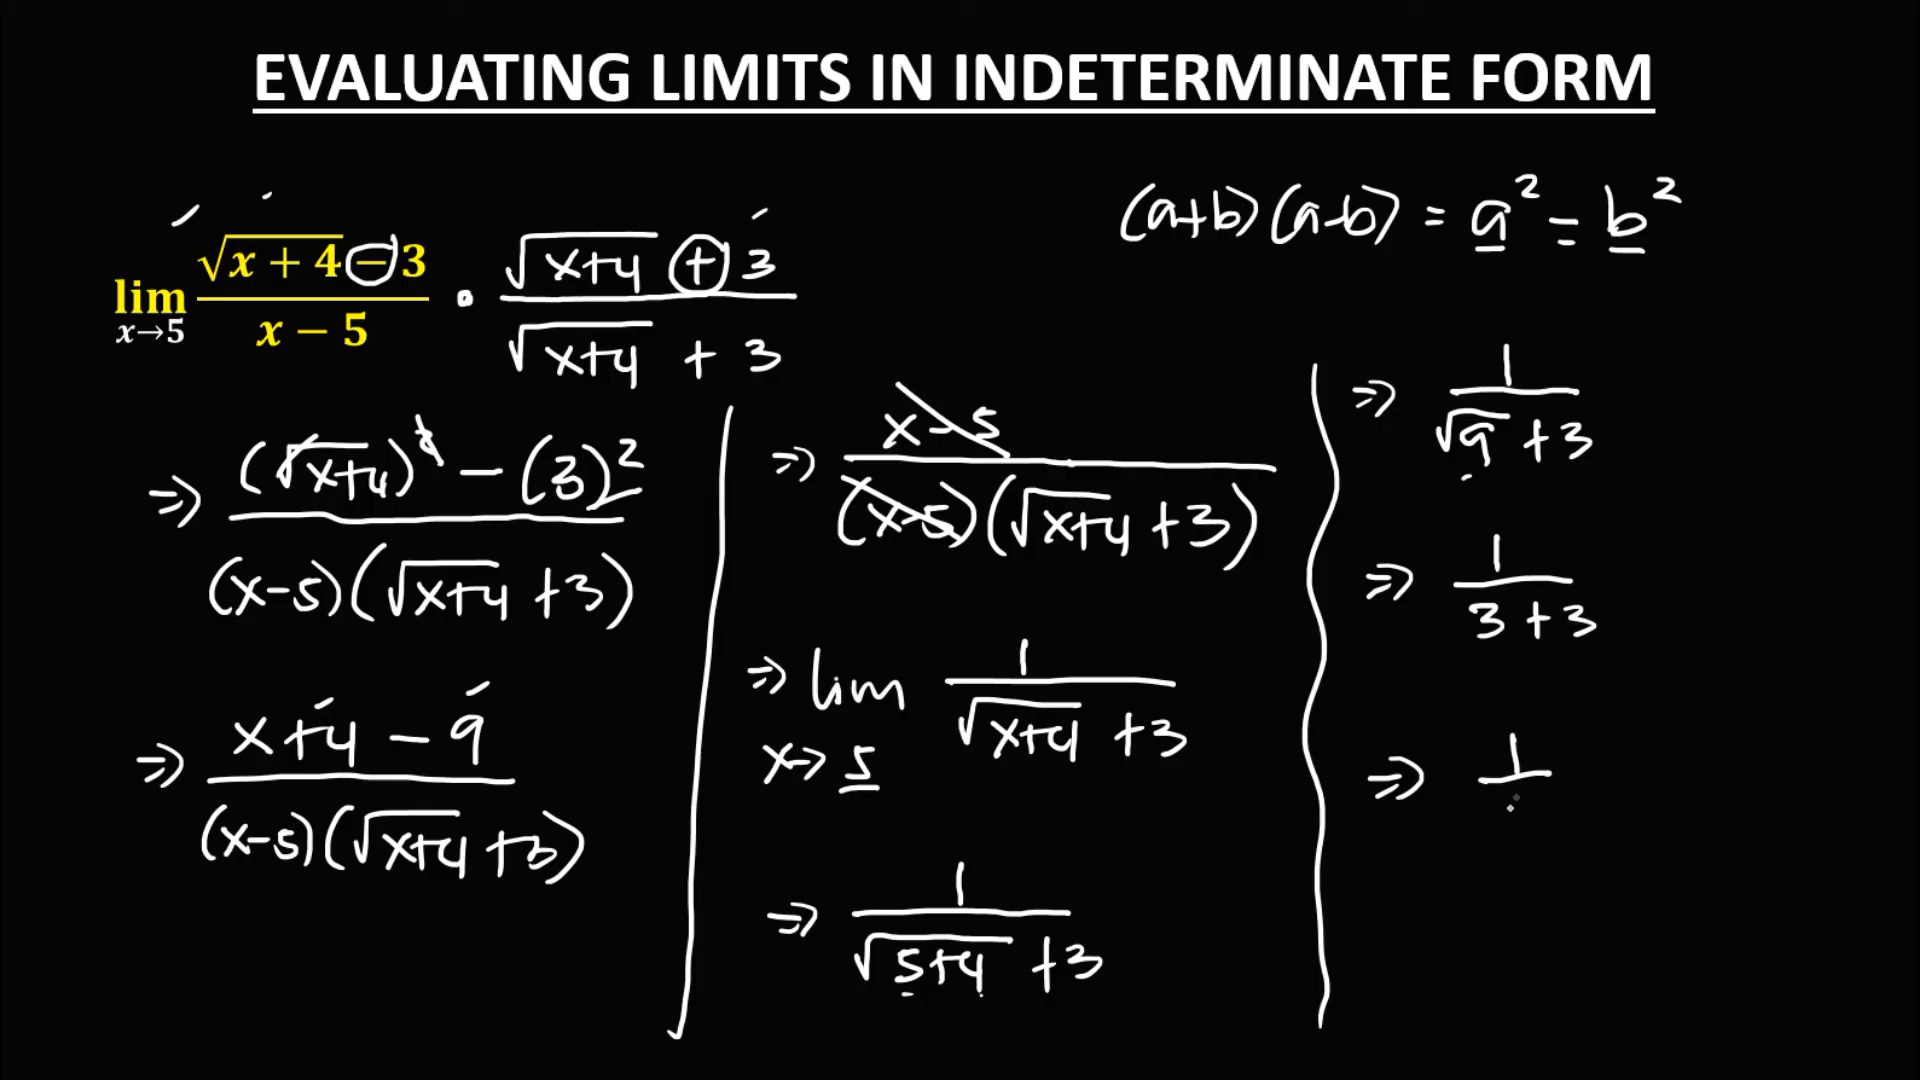 EVALUATING LIMITS IN INDETERMINATE FORM
(a+b)(a-b) = a² - b²
lim x→5 (√(x + 4) − 3)/(x − 5) · (√(x+4) + 3)/(√(x+4) + 3)
⇒ ((√(x+4))² - (3)²)/((x-5)(√(x+4) +3))
⇒ (x+4 - 9)/((x-5)(√(x+4) +3))
⇒ (x-5)/((x-5)(√(x+4) +3))
⇒ lim x→5 1/(√(x+4) +3)
⇒ 1/(√(5+4) +3)
⇒ 1/(√9 +3)
⇒ 1/(3+3)
⇒ 1/